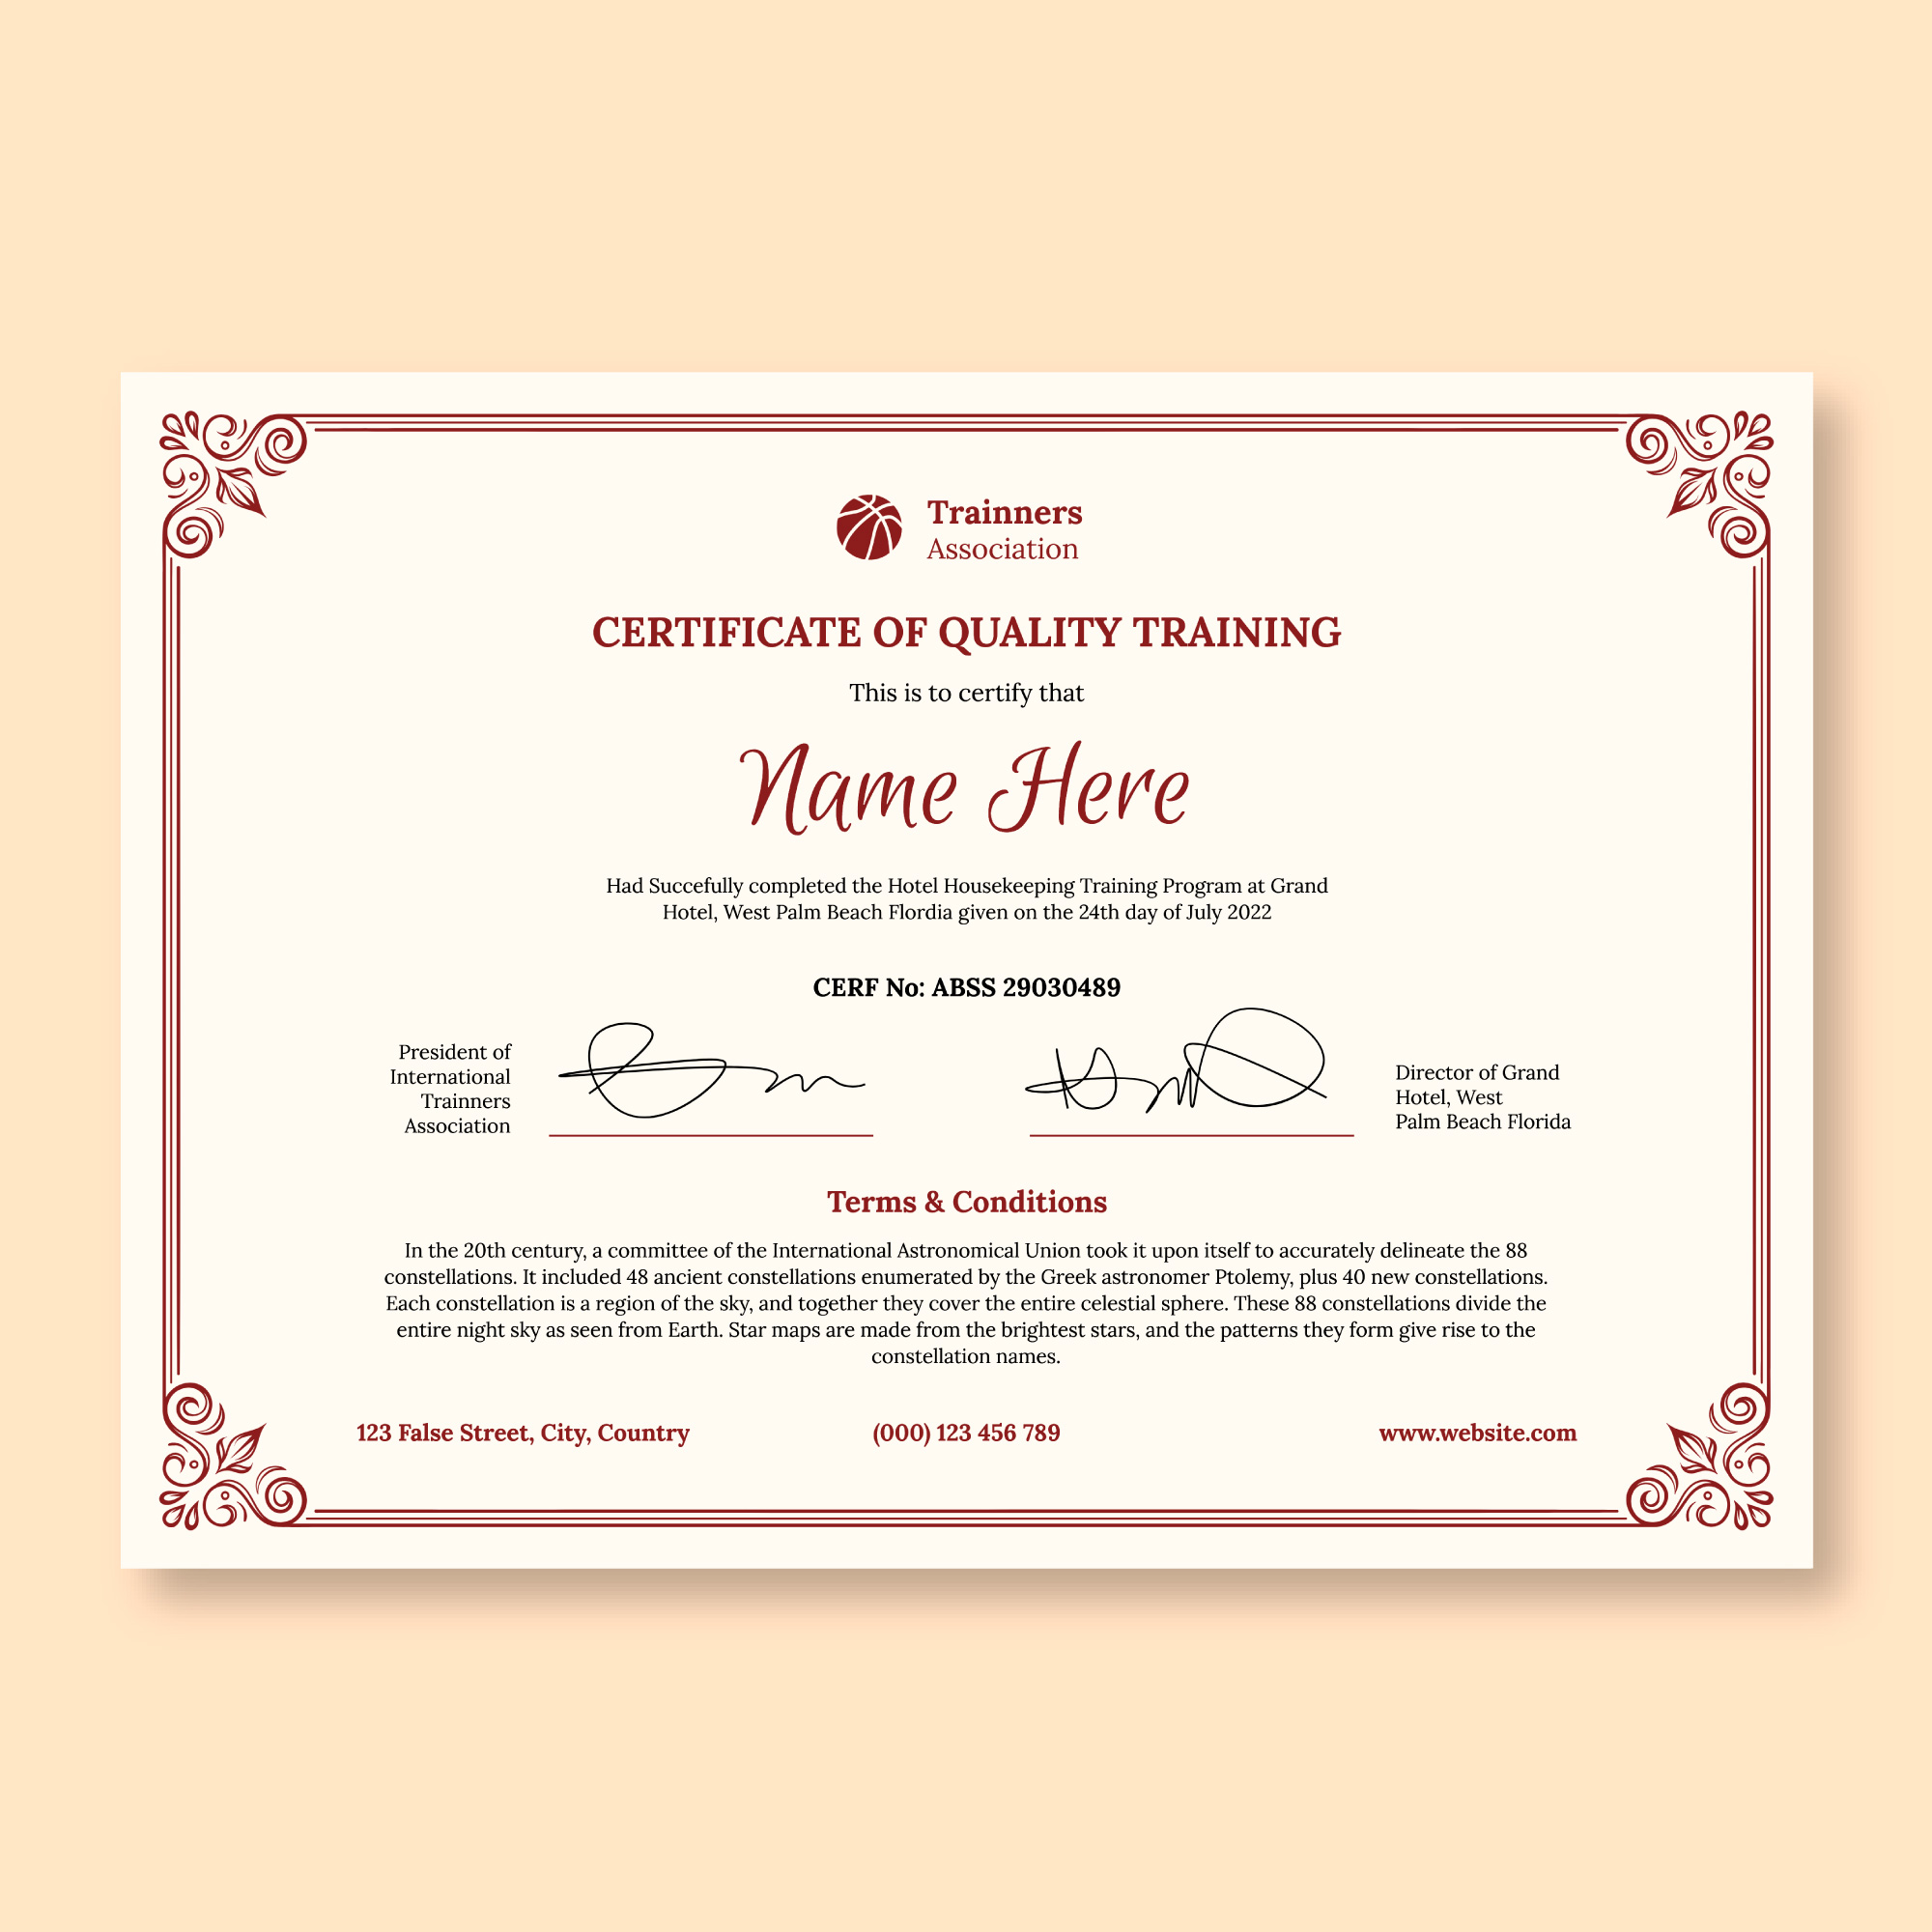 Trainners
Association
CERTIFICATE OF QUALITY TRAINING
This is to certify that
Name Here
Had Succefully completed the Hotel Housekeeping Training Program at Grand
Hotel, West Palm Beach Flordia given on the 24th day of July 2022
CERF No: ABSS 29030489
President of
International
Trainners
Association
Director of Grand
Hotel, West
Palm Beach Florida
Terms & Conditions
In the 20th century, a committee of the International Astronomical Union took it upon itself to accurately delineate the 88
constellations. It included 48 ancient constellations enumerated by the Greek astronomer Ptolemy, plus 40 new constellations.
Each constellation is a region of the sky, and together they cover the entire celestial sphere. These 88 constellations divide the
entire night sky as seen from Earth. Star maps are made from the brightest stars, and the patterns they form give rise to the
constellation names.
123 False Street, City, Country
(000) 123 456 789
www.website.com